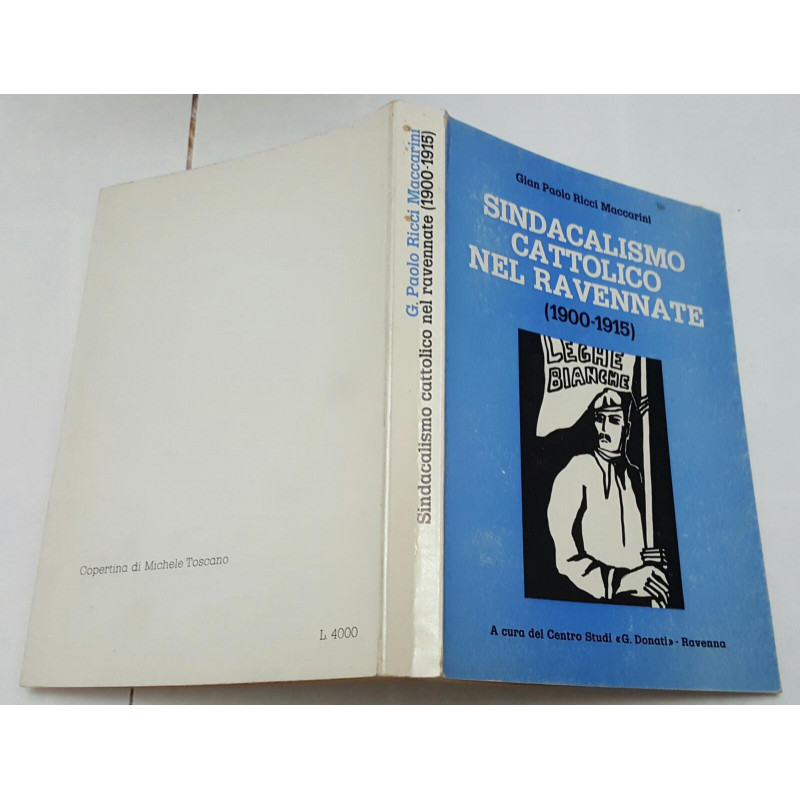 Gian Paolo Ricci Maccarini
SINDACALISMO
CATTOLICO
NEL RAVENNATE
(1900-1915)
LEGHE
BIANCHE
A cura del Centro Studi «G. Donati» - Ravenna
G. Paolo Ricci Maccarini
Sindacalismo cattolico nel ravennate (1900-1915)
Copertina di Michele Toscano
L. 4000